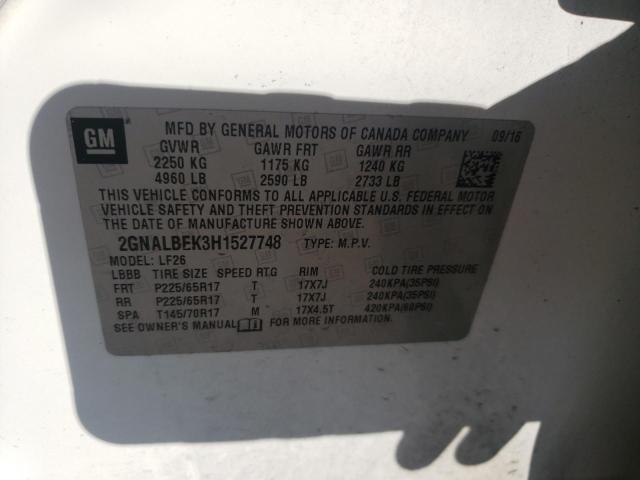 GM
MFD BY GENERAL MOTORS OF CANADA COMPANY 09/16
GVWR GAWR FRT GAWR RR
2250 KG 1175 KG 1240 KG
4960 LB 2590 LB 2733 LB
THIS VEHICLE CONFORMS TO ALL APPLICABLE U.S. FEDERAL MOTOR
VEHICLE SAFETY AND THEFT PREVENTION STANDARDS IN EFFECT ON
THE DATE OF MANUFACTURE SHOWN ABOVE.
2GNALBEK3H1527748 TYPE: M.P.V.
MODEL: LF26
LBBB TIRE SIZE SPEED RTG RIM COLD TIRE PRESSURE
FRT P225/65R17 T 17X7J 240KPA(35PSI)
RR P225/65R17 T 17X7J 240KPA(35PSI)
SPA T145/70R17 M 17X4.5T 420KPA(60PSI)
SEE OWNER'S MANUAL FOR MORE INFORMATION.